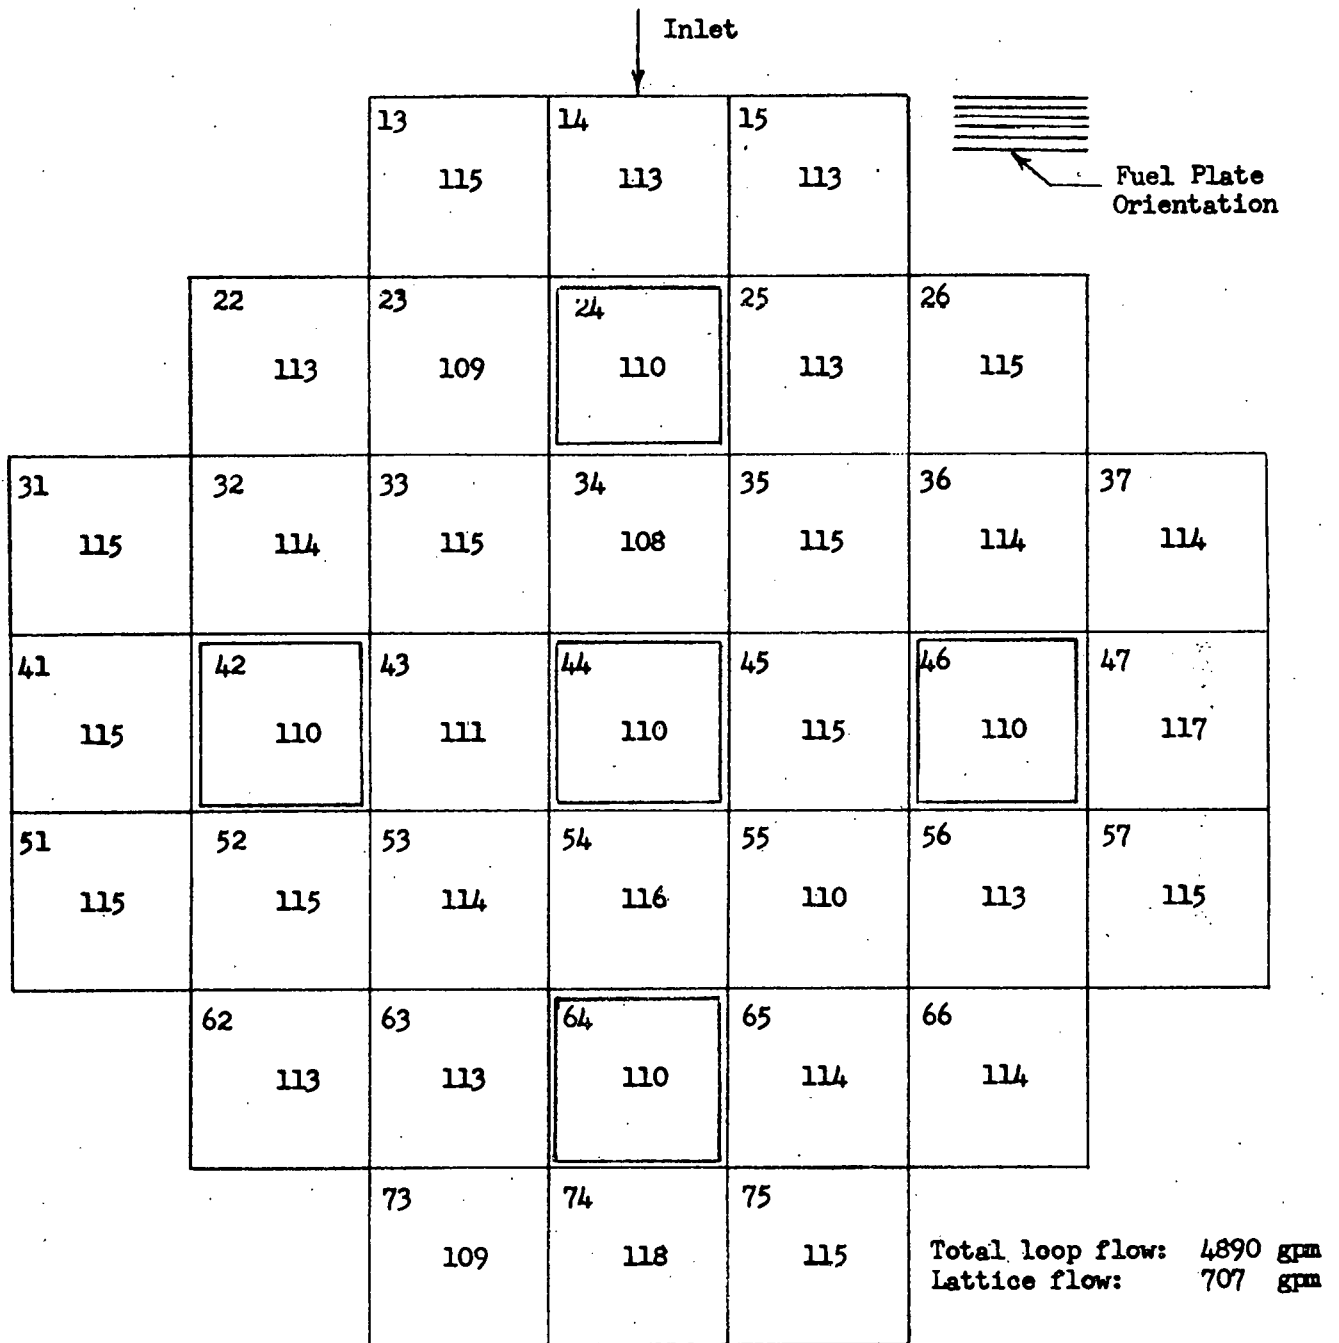 Inlet
13 14 15
115 113 113
Fuel Plate
Orientation
22 23 24 25 26
113 109 110 113 115
31 32 33 34 35 36 37
115 114 115 108 115 114 114
41 42 43 44 45 46 47
115 110 111 110 115 110 117
51 52 53 54 55 56 57
115 115 114 116 110 113 115
62 63 64 65 66
113 113 110 114 114
73 74 75
109 118 115
Total loop flow: 4890 gpm
Lattice flow: 707 gpm